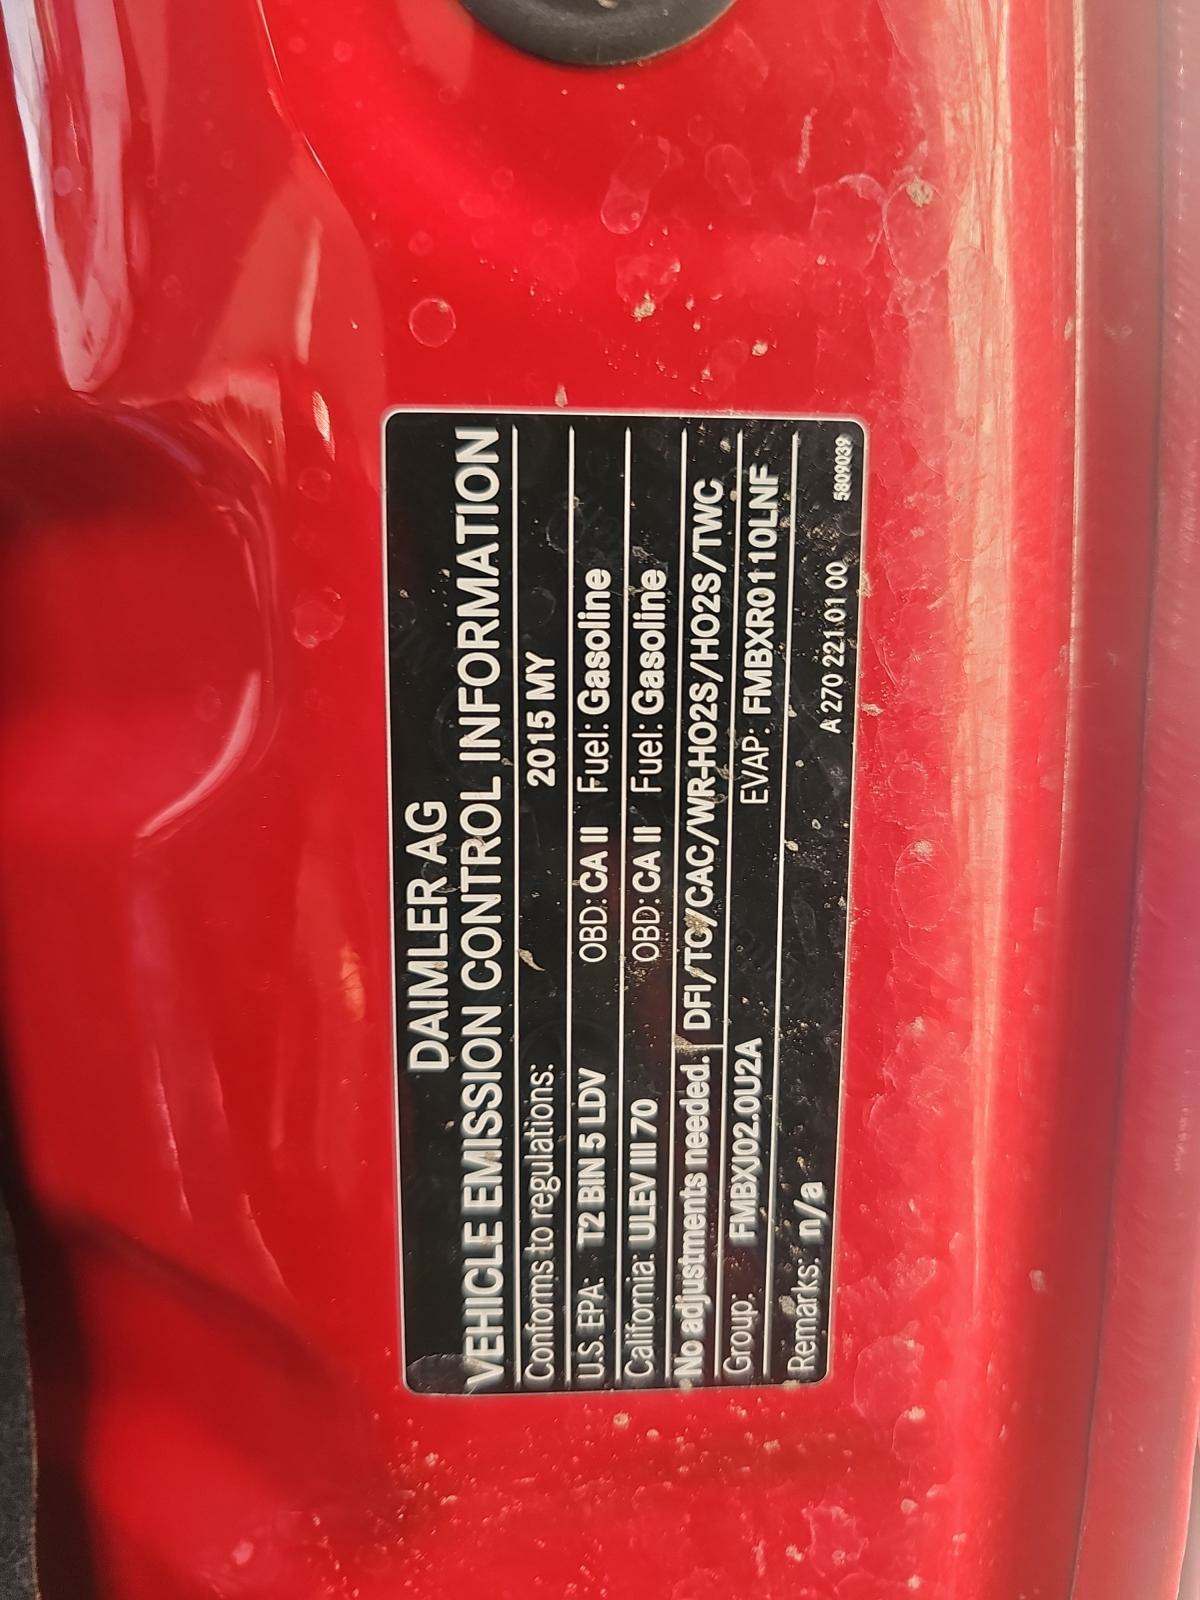 DAIMLER AG
VEHICLE EMISSION CONTROL INFORMATION
Conforms to regulations: 2015 MY
U.S. EPA: T2 BIN 5 LDV OBD: CA II Fuel: Gasoline
California: ULEV III 70 OBD: CA II Fuel: Gasoline
No adjustments needed. DFI/TC/CAC/WR-HO2S/HO2S/TWC
Group: FMBXJ02.0U2A EVAP: FMBXR0110LNF
Remarks: n/a A 270 221 01 00 5809039